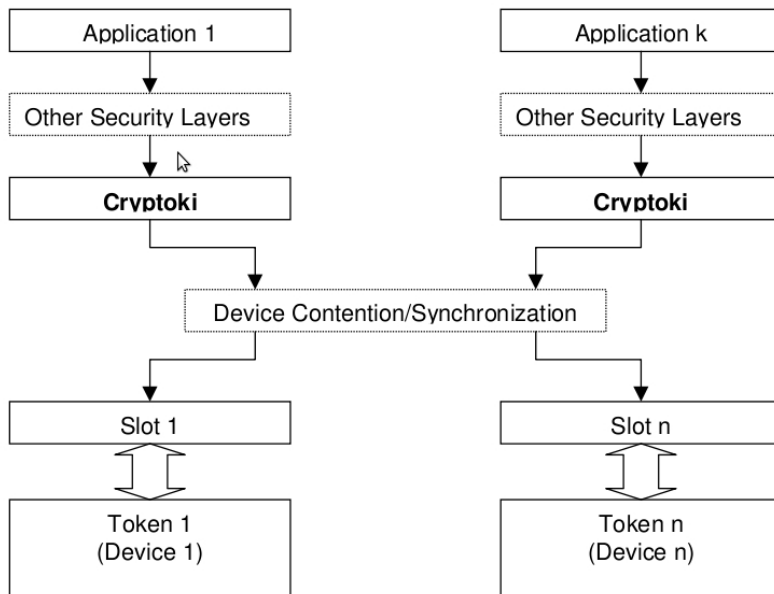 Application 1
Application k
Other Security Layers
Other Security Layers
Cryptoki
Cryptoki
Device Contention/Synchronization
Slot 1
Slot n
Token 1
(Device 1)
Token n
(Device n)